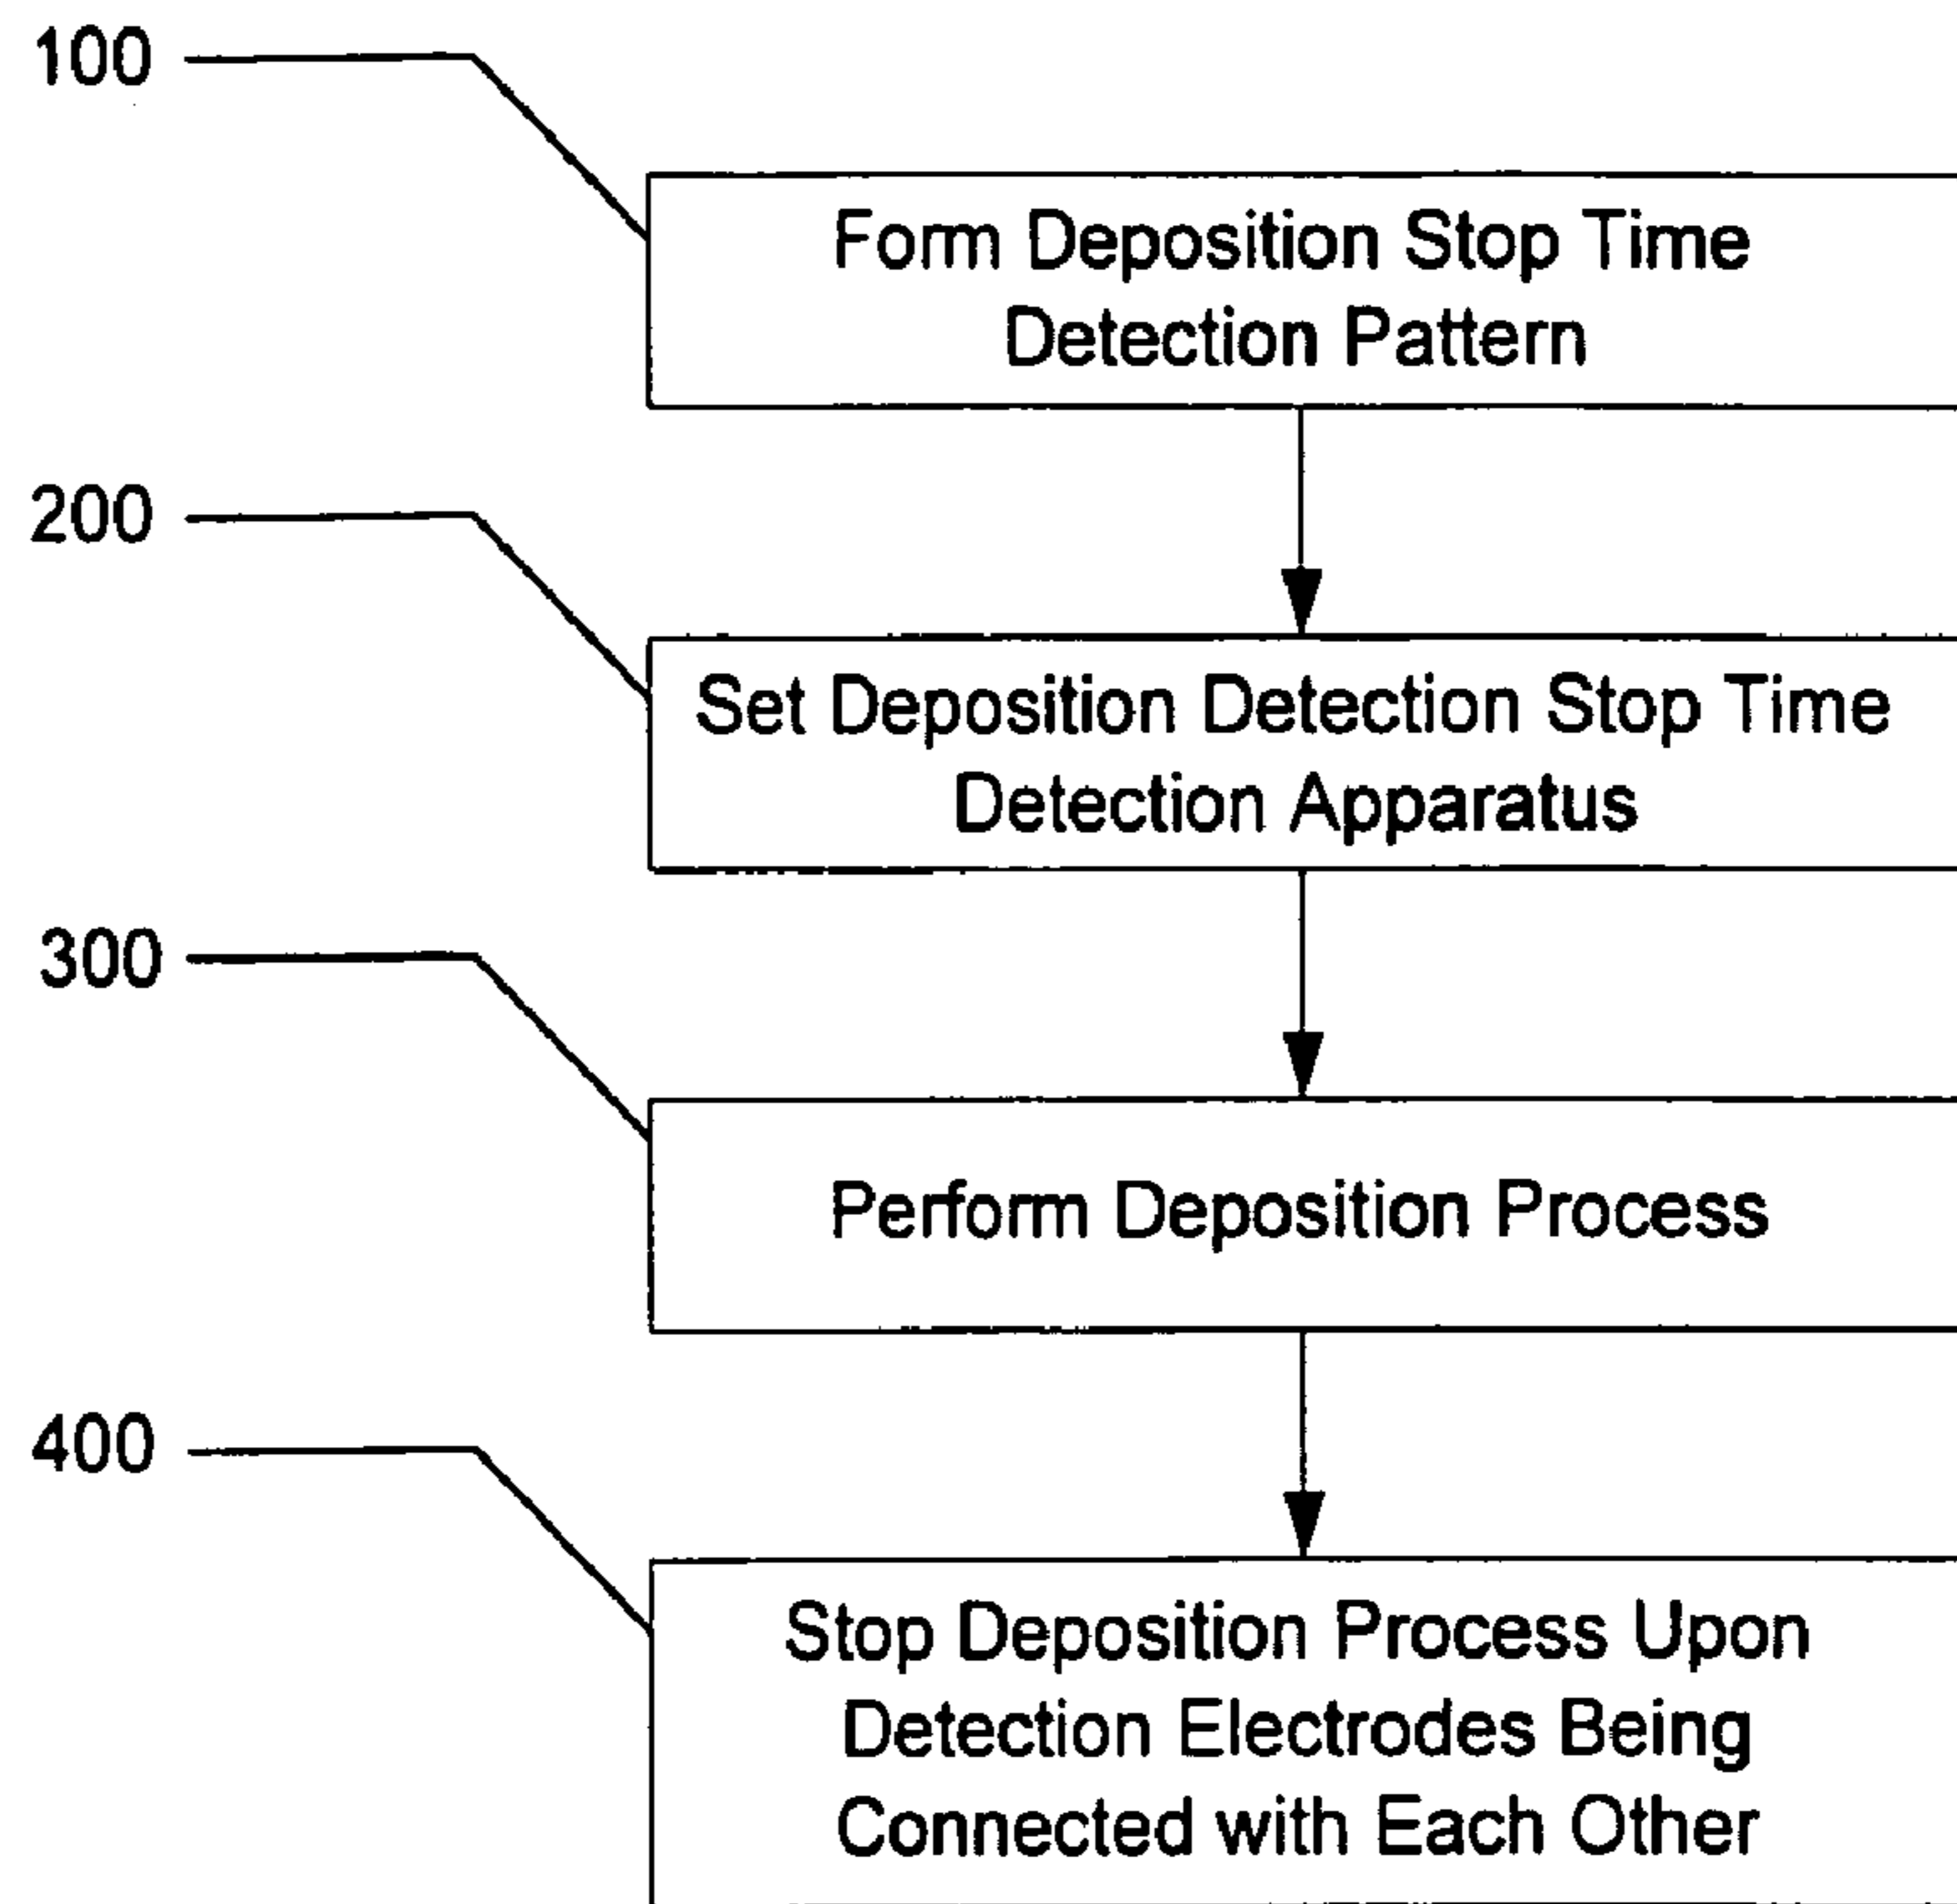 100
Form Deposition Stop Time
Detection Pattern
200
Set Deposition Detection Stop Time
Detection Apparatus
300
Perform Deposition Process
400
Stop Deposition Process Upon
Detection Electrodes Being
Connected with Each Other